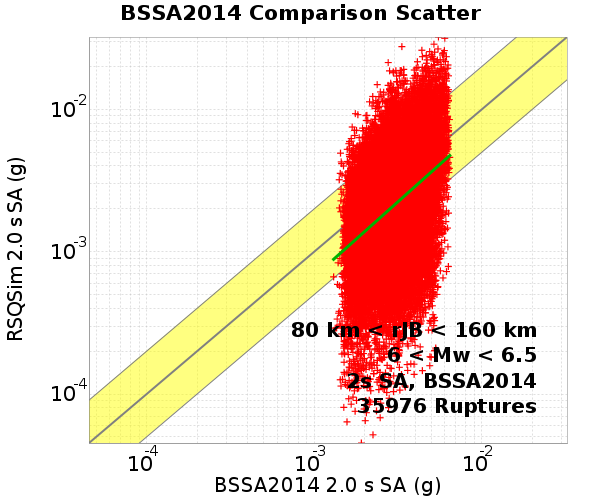 BSSA2014 Comparison Scatter
RSQSim 2.0 s SA (g)
10-2
10-3
10-4
80 km < rJB < 160 km
6 < Mw < 6.5
2s SA, BSSA2014
35976 Ruptures
10-4 10-3 10-2
BSSA2014 2.0 s SA (g)